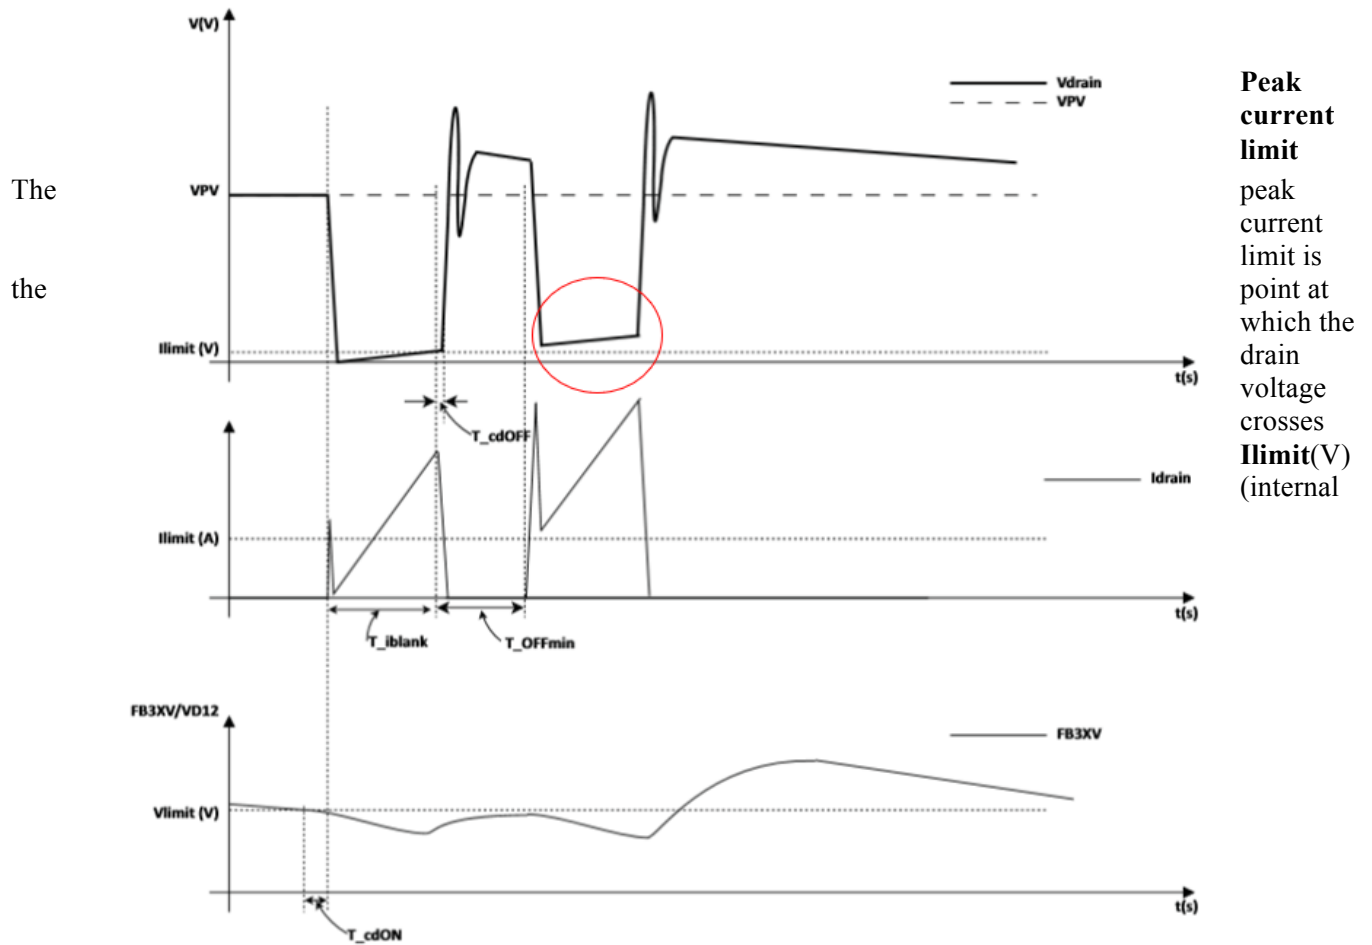 V(V)
Vdrain
VPV
Peak
current
limit
The
VPV
peak
current
limit is
the
point at
which the
Ilimit (V)
drain
t(s)
voltage
crosses
T_cdOFF
Ilimit(V)
Idrain
(internal
Ilimit (A)
t(s)
T_iblank
T_OFFmin
FB3XV/VD12
FB3XV
Vlimit (V)
t(s)
T_cdON